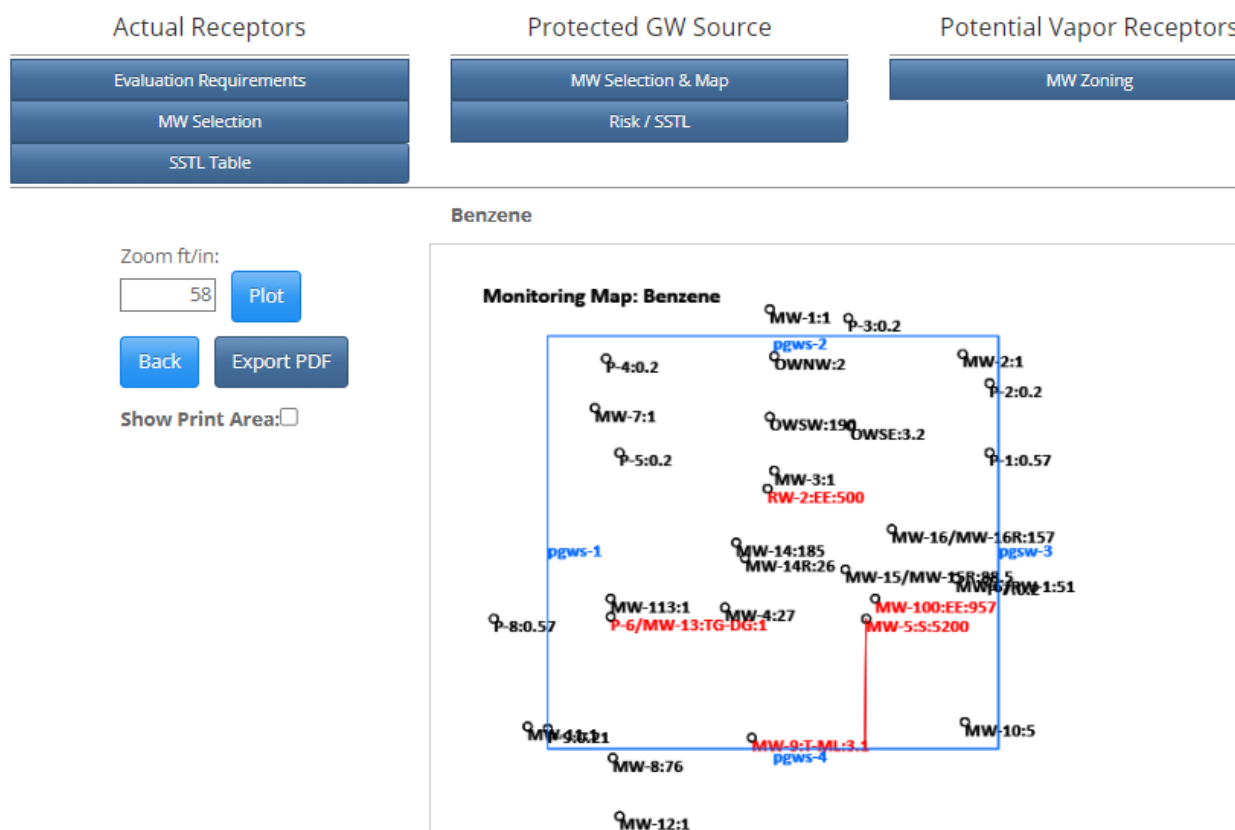 Actual Receptors
Protected GW Source
Potential Vapor Receptors
Evaluation Requirements
MW Selection & Map
MW Zoning
MW Selection
Risk / SSTL
SSTL Table
Benzene
Zoom ft/in:
58
Plot
Back
Export PDF
Show Print Area:
Monitoring Map: Benzene
MW-1:1
P-3:0.2
pgws-2
OWNW:2
MW-2:1
P-4:0.2
P-2:0.2
MW-7:1
OWSW:190
OWSE:3.2
P-5:0.2
P-1:0.57
MW-3:1
RW-2:EE:500
MW-16/MW-16R:157
pgws-1
MW-14:185
pgsw-3
MW-14R:26
MW-15/MW-15R:88.5
MW-113:1
MW-4:27
MW-100:EE:957
P-8:0.57
P-6/MW-13:TG-DG:1
MW-5:S:5200
MW-9:T-ML:3.1
MW-10:5
pgws-4
MW-8:76
MW-12:1